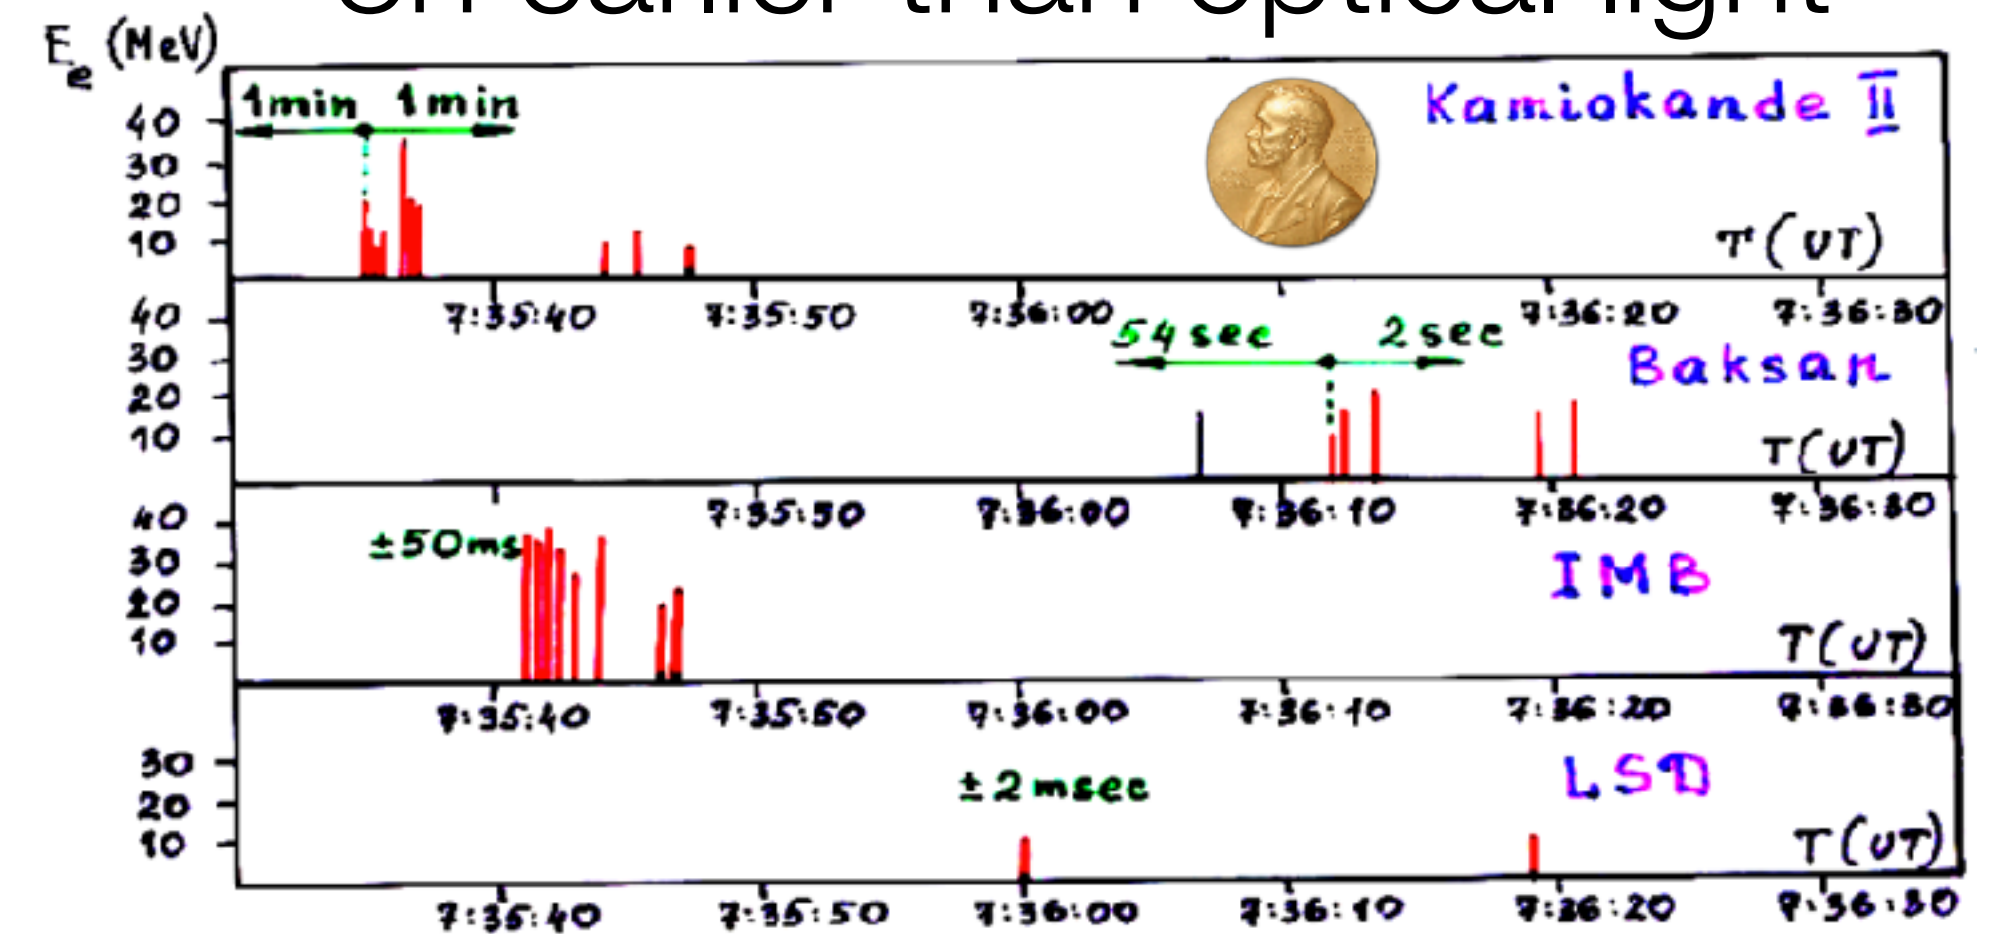 3h earlier than optical light
E e (MeV)
1min 1min
Kamiokande II
40
30
20
10
T (UT)
7:35:40 7:35:50 7:36:00 7:36:20 7:36:30
54 sec 2 sec
Baksan
40
30
20
10
T (UT)
7:35:50 7:36:00 7:36:10 7:36:20 7:36:30
±50ms
IMB
40
30
20
10
T (UT)
7:35:40 7:35:50 7:36:00 7:36:10 7:36:20 7:36:30
±2msec
LSD
30
20
10
T (UT)
7:35:40 7:35:50 7:36:00 7:36:10 7:36:20 7:36:30